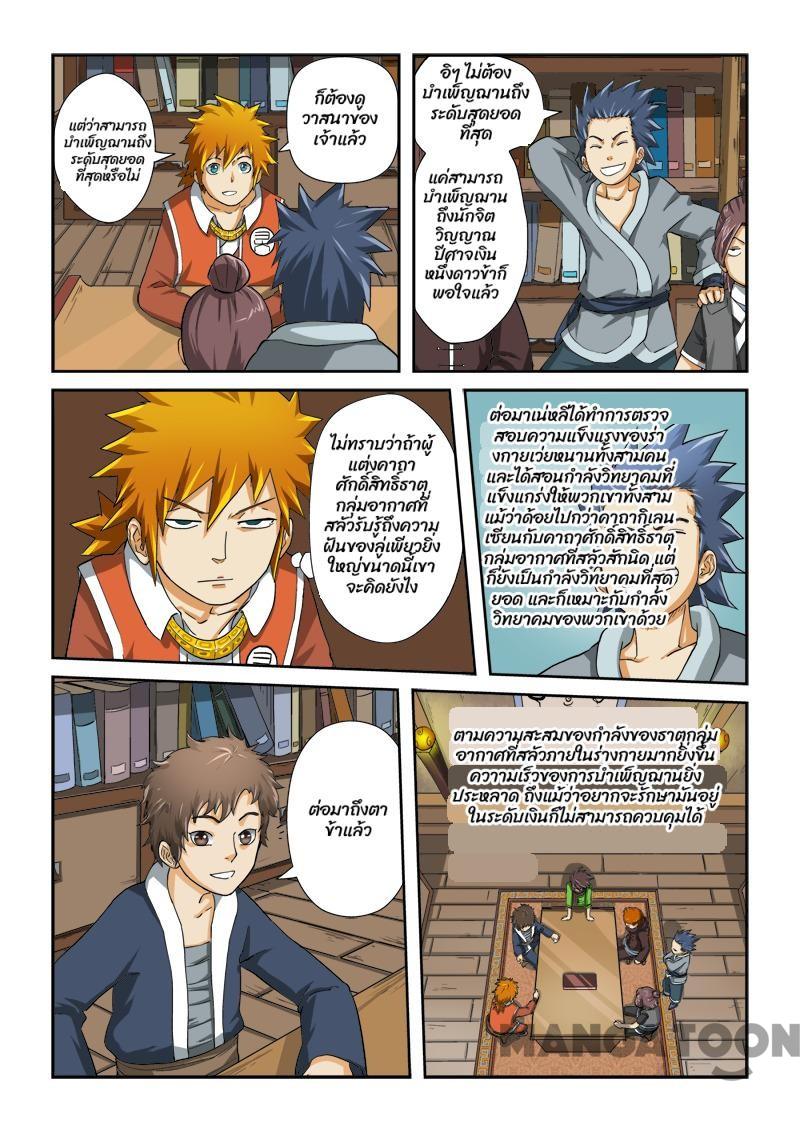 แต่ว่าสามารถ
บำเพ็ญฌานถึง
ระดับสุดยอด
ที่สุดหรือไม่
ก็ต้องดู
วาสนาของ
เจ้าแล้ว
อิๆ ไม่ต้อง
บำเพ็ญฌานถึง
ระดับสุดยอด
ที่สุด
แค่สามารถ
บำเพ็ญฌาน
ถึงนักจิต
วิญญาณ
ปีศาจเงิน
หนึ่งดาวข้าก็
พอใจแล้ว
ไม่ทราบว่าถ้าผู้
แต่งคาถา
ศักดิ์สิทธิ์ธาตุ
กลุ่มอากาศที่
สลัวรับรู้ถึงความ
ฝันของลู่เพียวยิ่ง
ใหญ่ขนาดนี้เขา
จะคิดยังไง
ต่อมาเน่หลีได้ทำการตรวจ
สอบความแข็งแรงของร่า
งกายเว่ยหนานทั้งสามคน
และได้สอนกำลังวิทยาคมที่
แข็งแกร่งให้พวกเขาทั้งสาม
แม้ว่าด้อยไปกว่าคาถากิเลน
เซียนกับคาถาศักดิ์สิทธิ์ธาตุ
กลุ่มอากาศที่สลัวสักนิด แต่
ก็ยังเป็นกำลังวิทยาคมที่สุด
ยอด และก็เหมาะกับกำลัง
วิทยาคมของพวกเขาด้วย
ต่อมาถึงตา
ข้าแล้ว
ตามความสะสมของกำลังของธาตุกลุ่ม
อากาศที่สลัวภายในร่างกายมากยิ่งขึ้น
ความเร็วของการบำเพ็ญฌานยิ่ง
ประหลาด ถึงแม้ว่าอยากจะรักษามันอยู่
ในระดับเงินก็ไม่สามารถควบคุมได้
MANGATOON